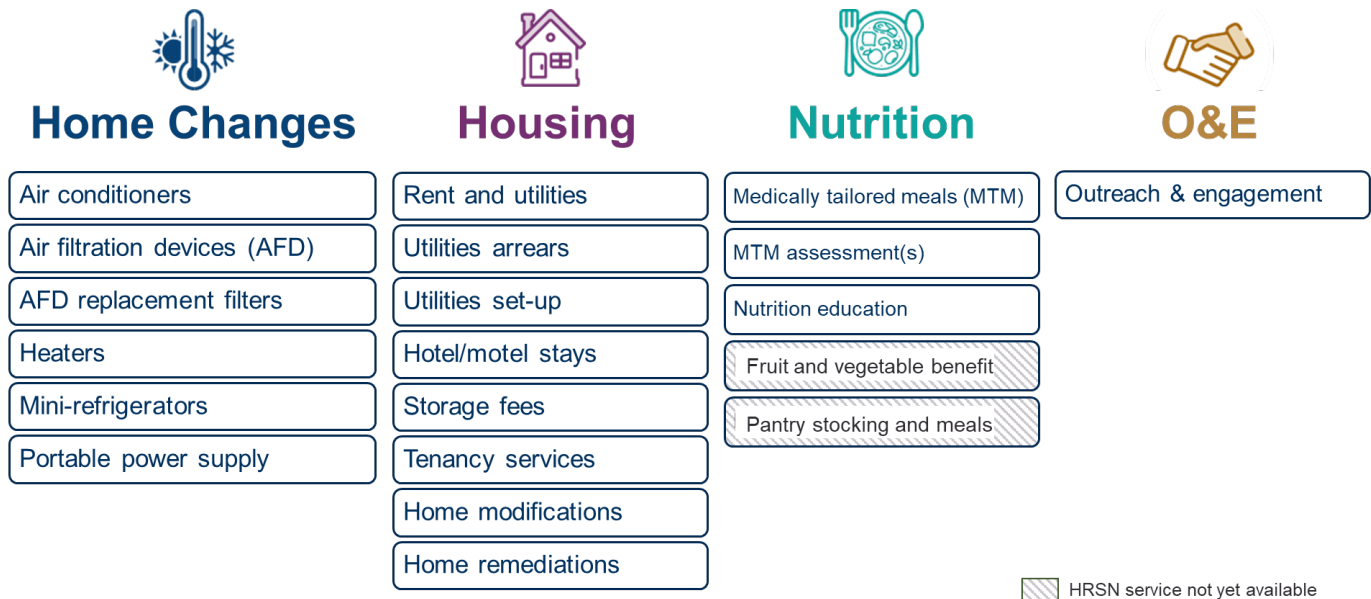 Home Changes
Air conditioners
Air filtration devices (AFD)
AFD replacement filters
Heaters
Mini-refrigerators
Portable power supply
Housing
Rent and utilities
Utilities arrears
Utilities set-up
Hotel/motel stays
Storage fees
Tenancy services
Home modifications
Home remediations
Nutrition
Medically tailored meals (MTM)
MTM assessment(s)
Nutrition education
Fruit and vegetable benefit
Pantry stocking and meals
O&E
Outreach & engagement
HRSN service not yet available